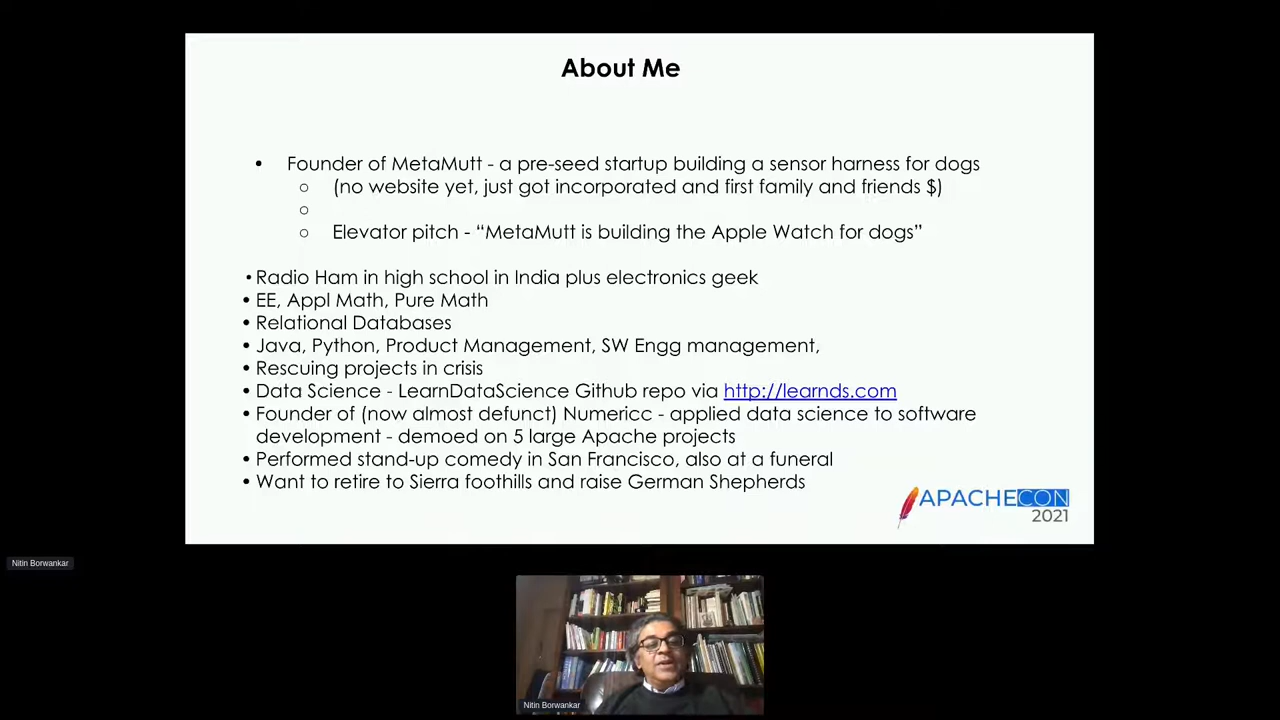 About Me
• Founder of MetaMutt - a pre-seed startup building a sensor harness for dogs
○ (no website yet, just got incorporated and first family and friends $)
○
○ Elevator pitch - “MetaMutt is building the Apple Watch for dogs”
• Radio Ham in high school in India plus electronics geek
• EE, Appl Math, Pure Math
• Relational Databases
• Java, Python, Product Management, SW Engg management,
• Rescuing projects in crisis
• Data Science - LearnDataScience Github repo via http://learnds.com
• Founder of (now almost defunct) Numericc - applied data science to software
development - demoed on 5 large Apache projects
• Performed stand-up comedy in San Francisco, also at a funeral
• Want to retire to Sierra foothills and raise German Shepherds
APACHECON
2021
Nitin Borwankar
Nitin Borwankar